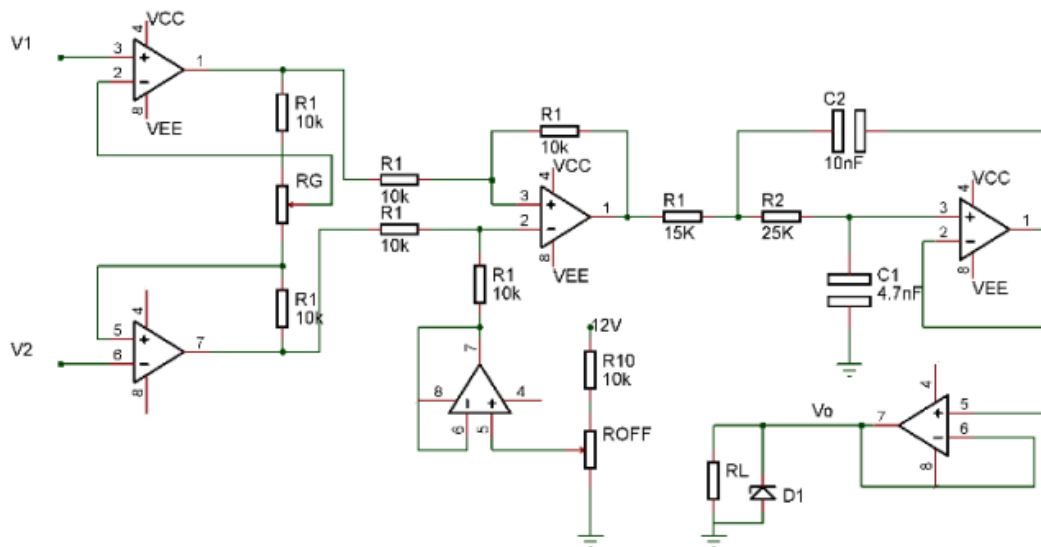 V1
4 VCC
3 + 1
2 -
8 VEE
R1
10k
RG
R1
10k
V2
4
5 + 7
6 -
8
R1
10k
R1
10k
R1
10k
4 VCC
3 + 1
2 -
8 VEE
R1
10k
7
8 4
- +
6 5
12V
R10
10k
ROFF
R1
15K
R2
25K
C2
10nF
C1
4.7nF
4 VCC
3 + 1
2 -
8 VEE
4
Vo 7 + 5
- 6
8
RL
D1